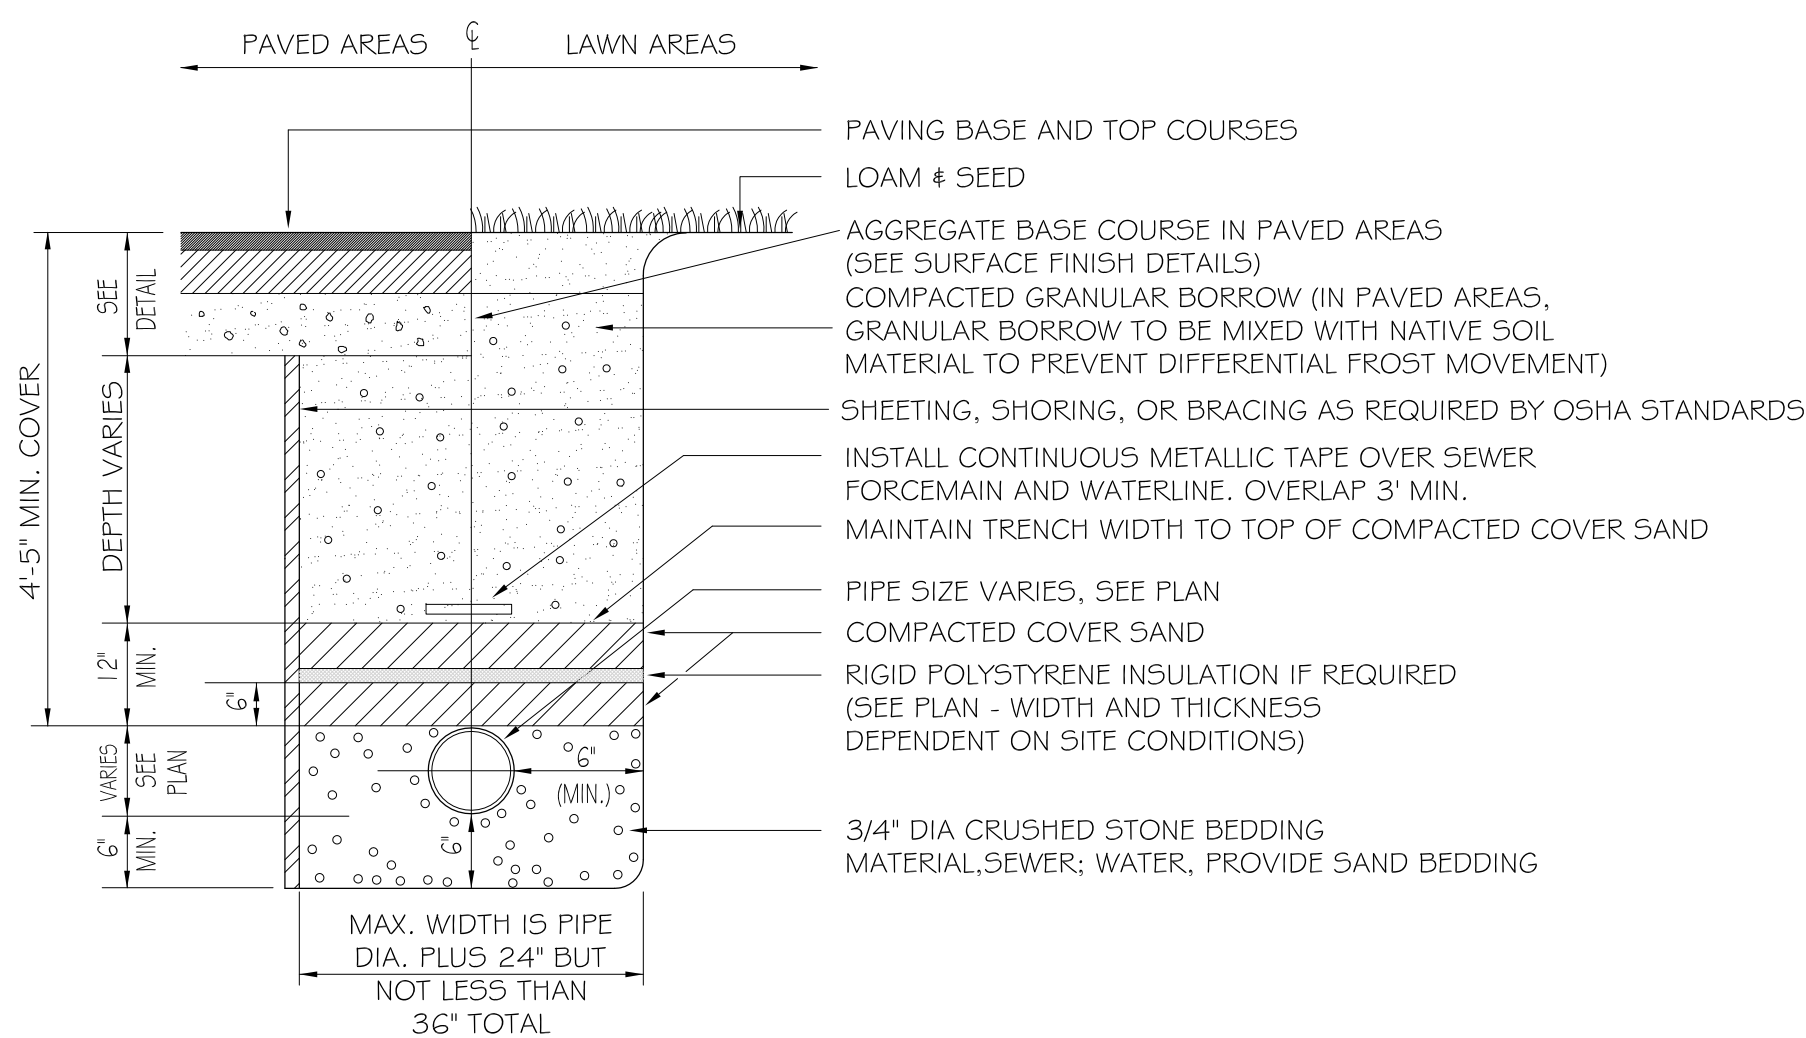 PAVED AREAS
℄
LAWN AREAS
PAVING BASE AND TOP COURSES
LOAM & SEED
AGGREGATE BASE COURSE IN PAVED AREAS
(SEE SURFACE FINISH DETAILS)
COMPACTED GRANULAR BORROW (IN PAVED AREAS,
GRANULAR BORROW TO BE MIXED WITH NATIVE SOIL
MATERIAL TO PREVENT DIFFERENTIAL FROST MOVEMENT)
SHEETING, SHORING, OR BRACING AS REQUIRED BY OSHA STANDARDS
INSTALL CONTINUOUS METALLIC TAPE OVER SEWER
FORCEMAIN AND WATERLINE. OVERLAP 3' MIN.
MAINTAIN TRENCH WIDTH TO TOP OF COMPACTED COVER SAND
PIPE SIZE VARIES, SEE PLAN
COMPACTED COVER SAND
RIGID POLYSTYRENE INSULATION IF REQUIRED
(SEE PLAN - WIDTH AND THICKNESS
DEPENDENT ON SITE CONDITIONS)
3/4" DIA CRUSHED STONE BEDDING
MATERIAL,SEWER; WATER, PROVIDE SAND BEDDING
4'-5" MIN. COVER
SEE
DETAIL
DEPTH VARIES
12"
MIN.
6"
VARIES
SEE
PLAN
6"
MIN.
6"
(MIN.)
6"
MAX. WIDTH IS PIPE
DIA. PLUS 24" BUT
NOT LESS THAN
36" TOTAL